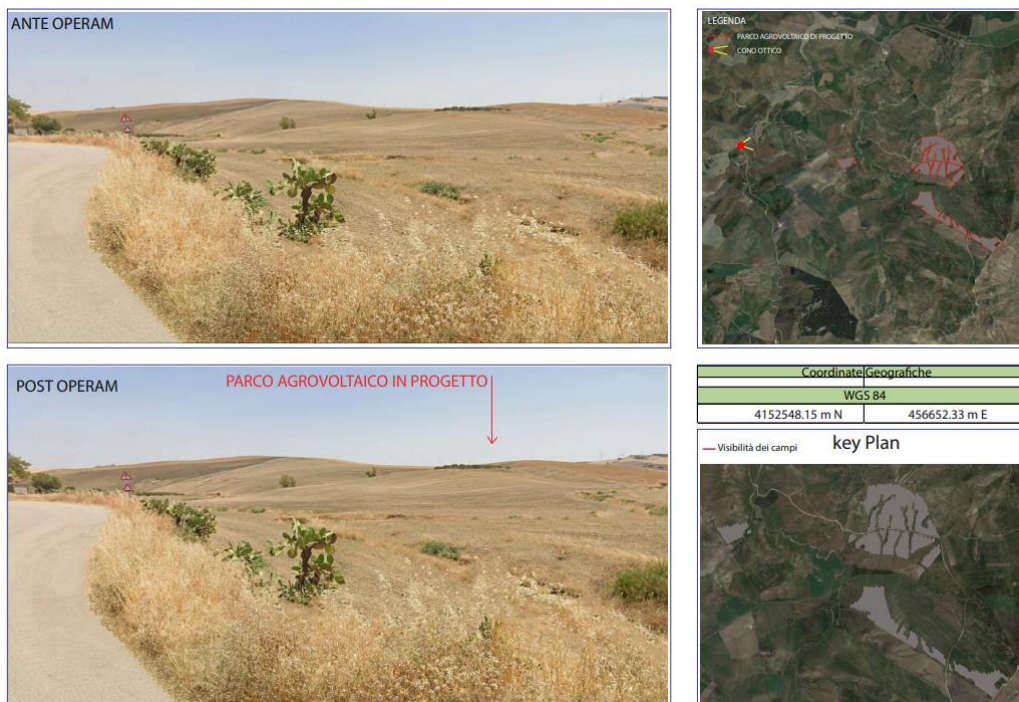 ANTE OPERAM
LEGENDA
PARCO AGROVOLTAICO DI PROGETTO
CONO OTTICO
POST OPERAM
PARCO AGROVOLTAICO IN PROGETTO
Coordinate Geografiche
WGS 84
4152548.15 m N 456652.33 m E
Visibilità dei campi
key Plan